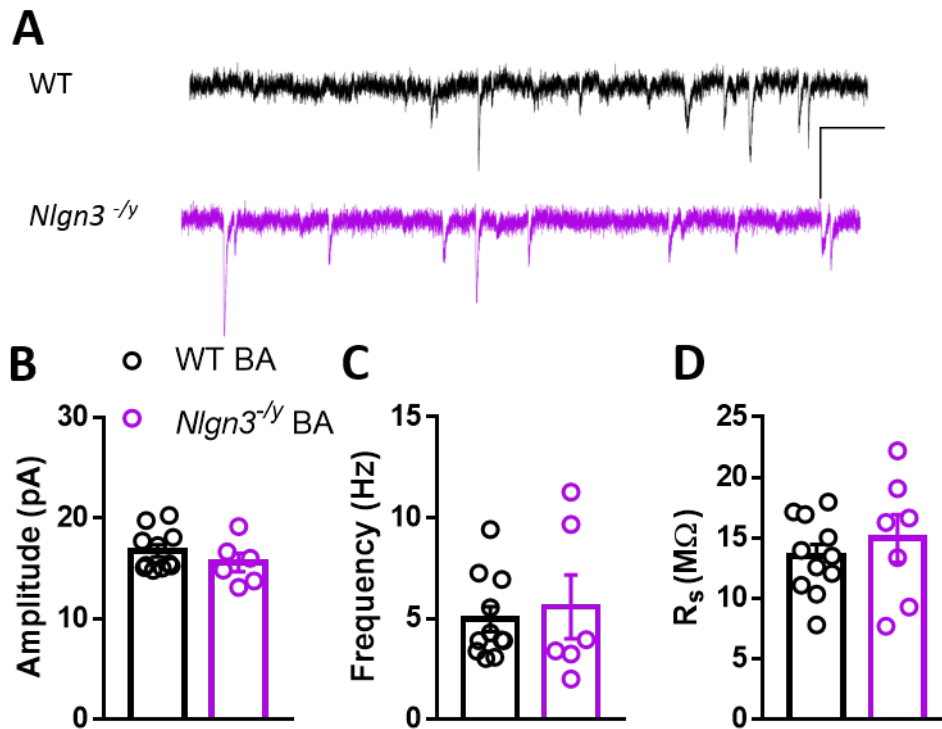 A
WT
Nlgn3 -/y
B
WT BA
Nlgn3-/y BA
Amplitude (pA)
30
20
10
0
C
Frequency (Hz)
15
10
5
0
D
Rs (MΩ)
25
20
15
10
5
0